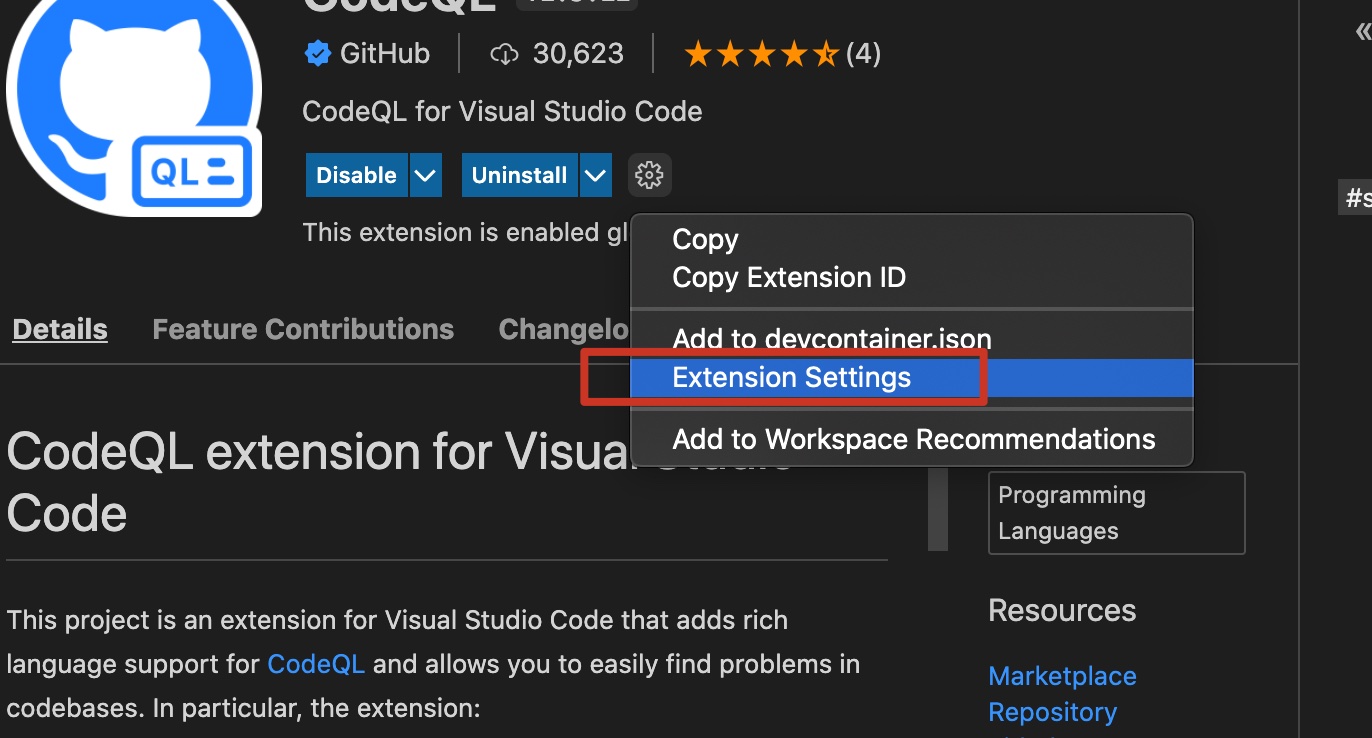 CodeQL
GitHub
30,623
(4)
CodeQL for Visual Studio Code
Disable
Uninstall
This extension is enabled gl
Copy
Copy Extension ID
Add to devcontainer.json
Extension Settings
Add to Workspace Recommendations
Details
Feature Contributions
Changelo
QL
#s
CodeQL extension for Visual Studio
Code
Programming
Languages
This project is an extension for Visual Studio Code that adds rich
language support for CodeQL and allows you to easily find problems in
codebases. In particular, the extension:
Resources
Marketplace
Repository